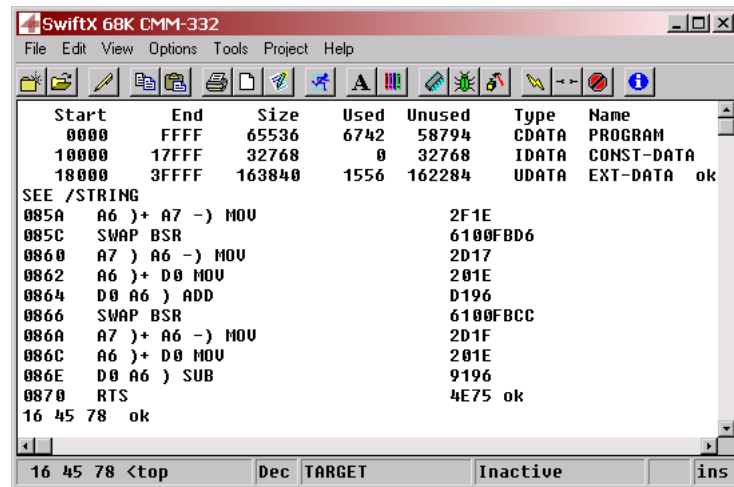 SwiftX 68K CMM-332
File Edit View Options Tools Project Help
Start End Size Used Unused Type Name
0000 FFFF 65536 6742 58794 CDATA PROGRAM
10000 17FFF 32768 0 32768 IDATA CONST-DATA
18000 3FFFF 163840 1556 162284 UDATA EXT-DATA ok
SEE /STRING
085A A6 )+ A7 -) MOV 2F1E
085C SWAP BSR 6100FBD6
0860 A7 ) A6 -) MOV 2D17
0862 A6 )+ D0 MOV 201E
0864 D0 A6 ) ADD D196
0866 SWAP BSR 6100FBCC
086A A7 )+ A6 -) MOV 2D1F
086C A6 )+ D0 MOV 201E
086E D0 A6 ) SUB 9196
0870 RTS 4E75 ok
16 45 78 ok
16 45 78 <top Dec TARGET Inactive ins